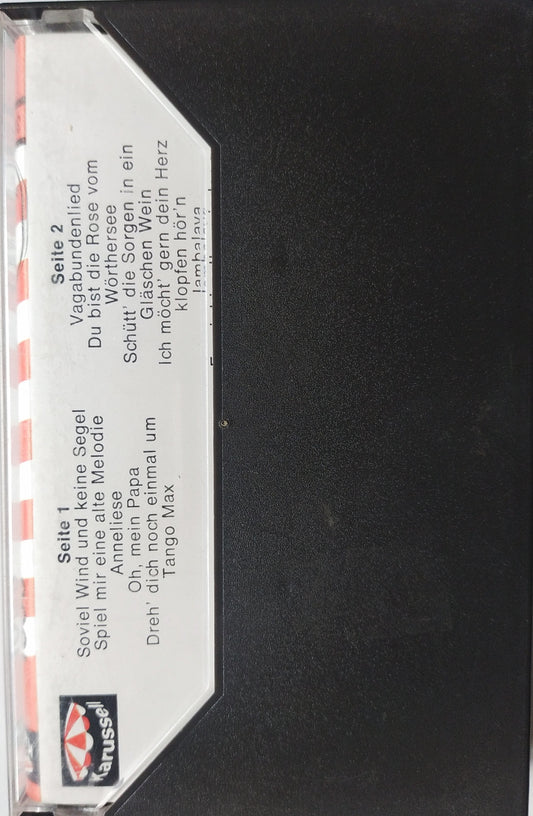 Karussell
Seite 1
Soviel Wind und keine Segel
Spiel mir eine alte Melodie
Anneliese
Oh, mein Papa
Dreh' dich noch einmal um
Tango Max
Seite 2
Vagabundenlied
Du bist die Rose vom
Wörthersee
Schütt' die Sorgen in ein
Gläschen Wein
Ich möcht' gern dein Herz
klopfen hör'n
Jambalaya